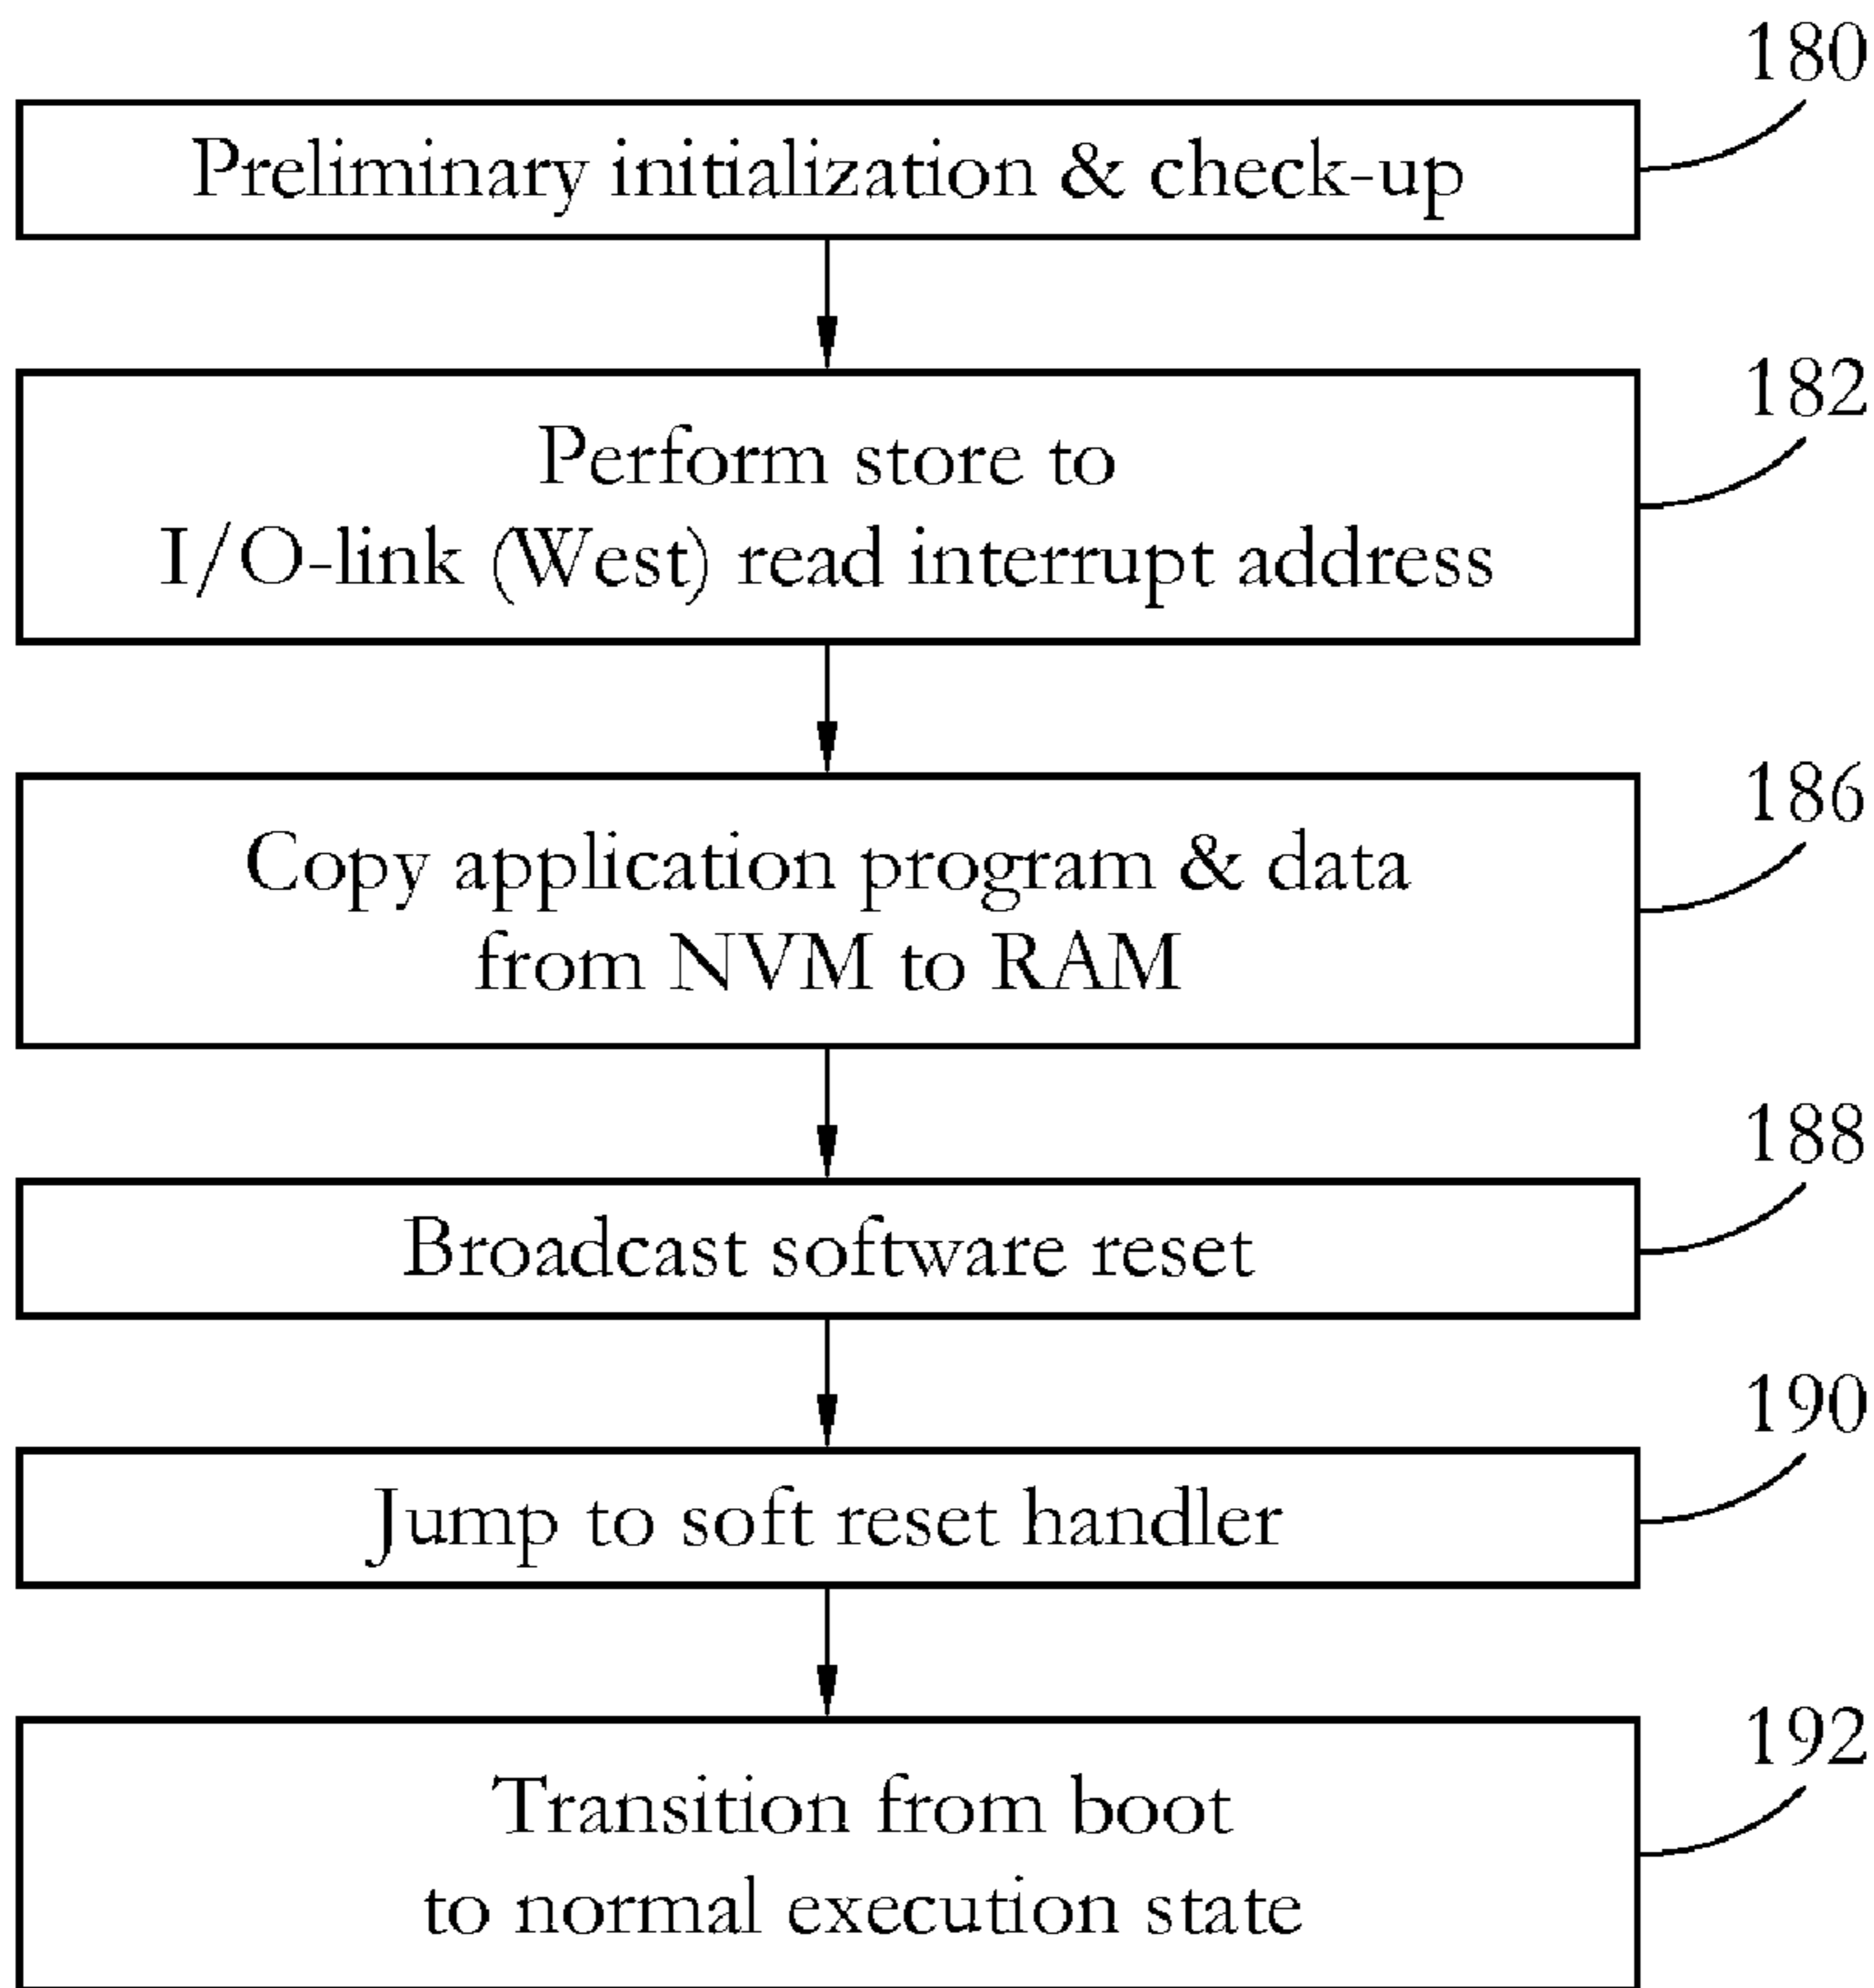 180
Preliminary initialization & check-up
182
Perform store to
I/O-link (West) read interrupt address
186
Copy application program & data
from NVM to RAM
188
Broadcast software reset
190
Jump to soft reset handler
192
Transition from boot
to normal execution state